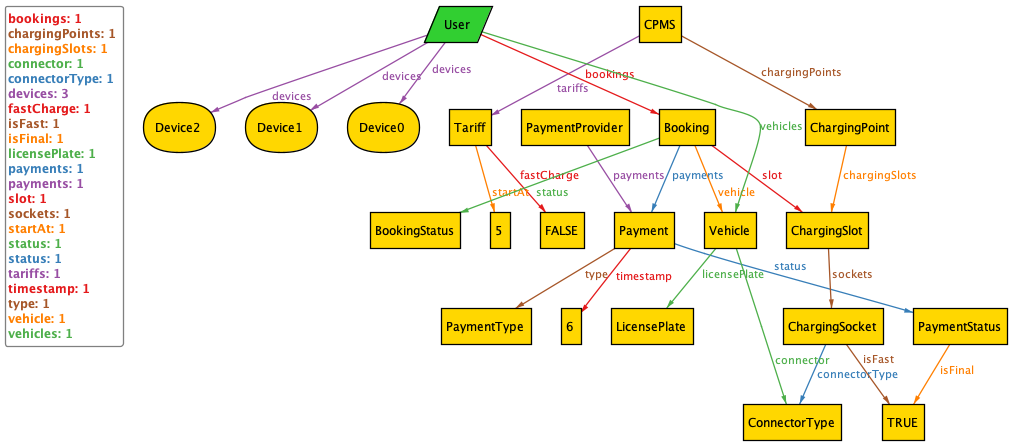 bookings: 1
chargingPoints: 1
chargingSlots: 1
connector: 1
connectorType: 1
devices: 3
fastCharge: 1
isFast: 1
isFinal: 1
licensePlate: 1
payments: 1
payments: 1
slot: 1
sockets: 1
startAt: 1
status: 1
status: 1
tariffs: 1
timestamp: 1
type: 1
vehicle: 1
vehicles: 1
User
CPMS
devices
devices
devices
bookings
tariffs
chargingPoints
Device2
Device1
Device0
Tariff
PaymentProvider
Booking
vehicles
ChargingPoint
fastCharge
startAt
status
payments
payments
vehicle
slot
chargingSlots
BookingStatus
5
FALSE
Payment
Vehicle
ChargingSlot
type
timestamp
licensePlate
status
sockets
PaymentType
6
LicensePlate
ChargingSocket
PaymentStatus
connector
connectorType
isFast
isFinal
ConnectorType
TRUE